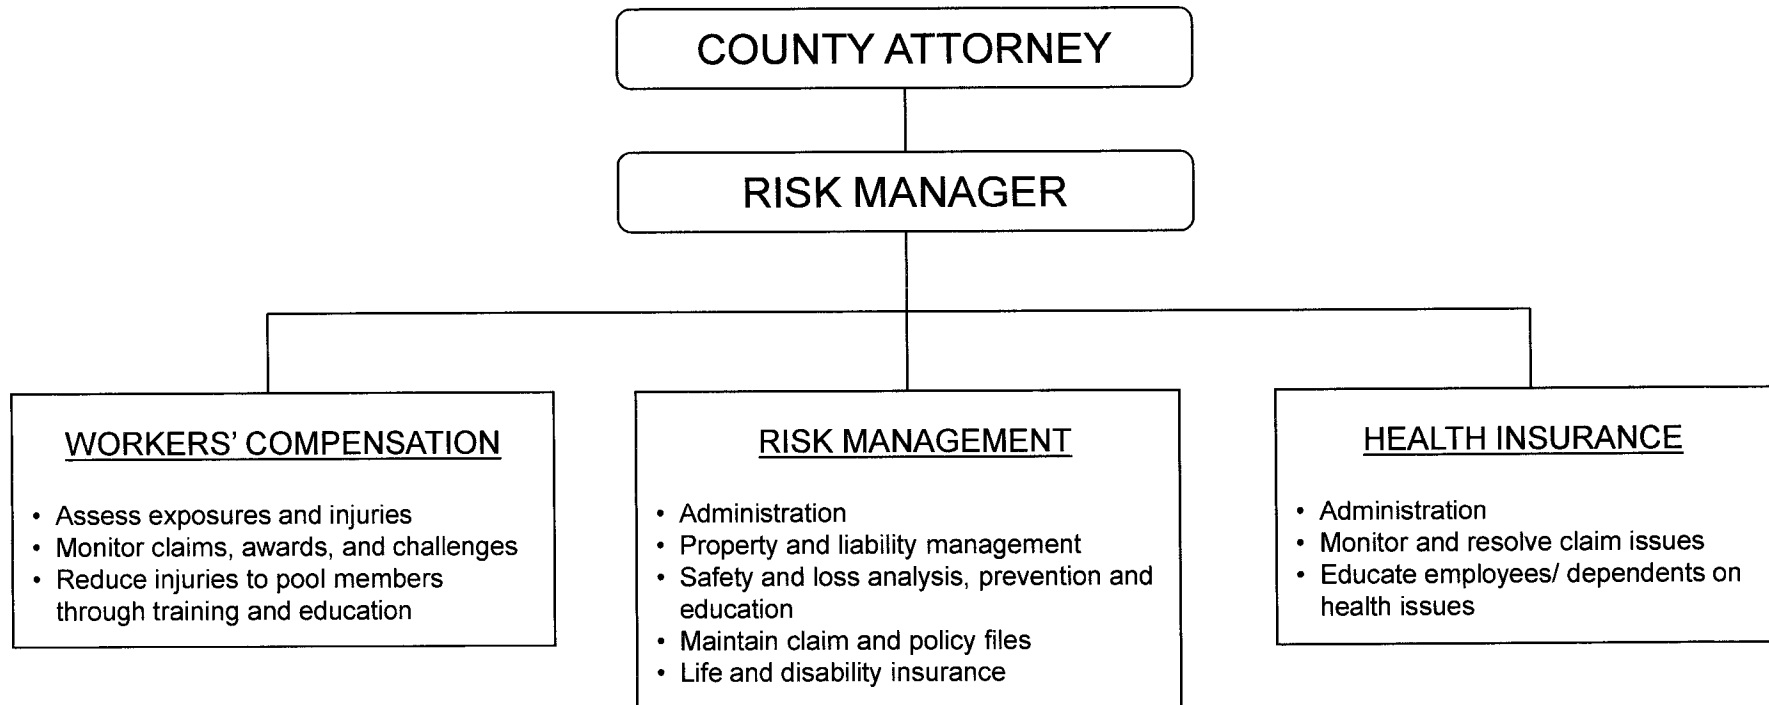 COUNTY ATTORNEY
RISK MANAGER
WORKERS' COMPENSATION
• Assess exposures and injuries
• Monitor claims, awards, and challenges
• Reduce injuries to pool members
through training and education
RISK MANAGEMENT
• Administration
• Property and liability management
• Safety and loss analysis, prevention and
education
• Maintain claim and policy files
• Life and disability insurance
HEALTH INSURANCE
• Administration
• Monitor and resolve claim issues
• Educate employees/ dependents on
health issues